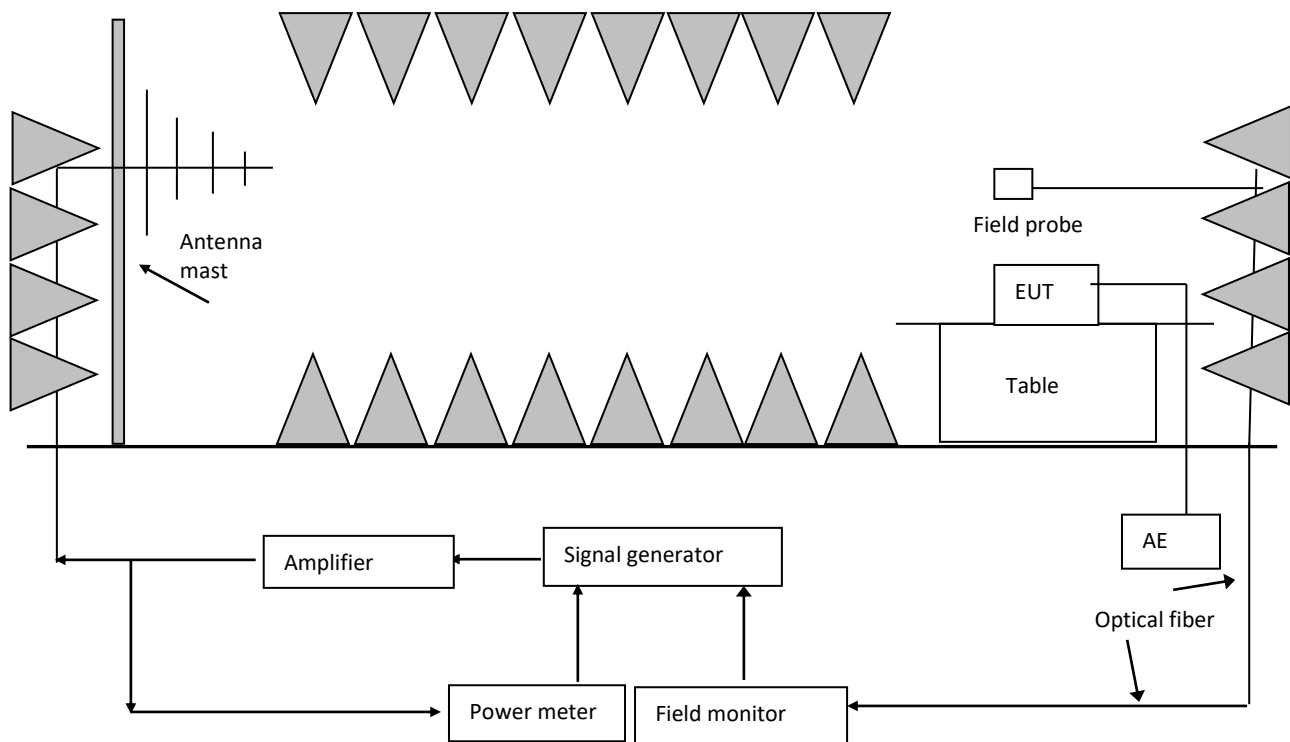 Antenna
mast
Field probe
EUT
Table
Amplifier
Signal generator
AE
Optical fiber
Power meter
Field monitor